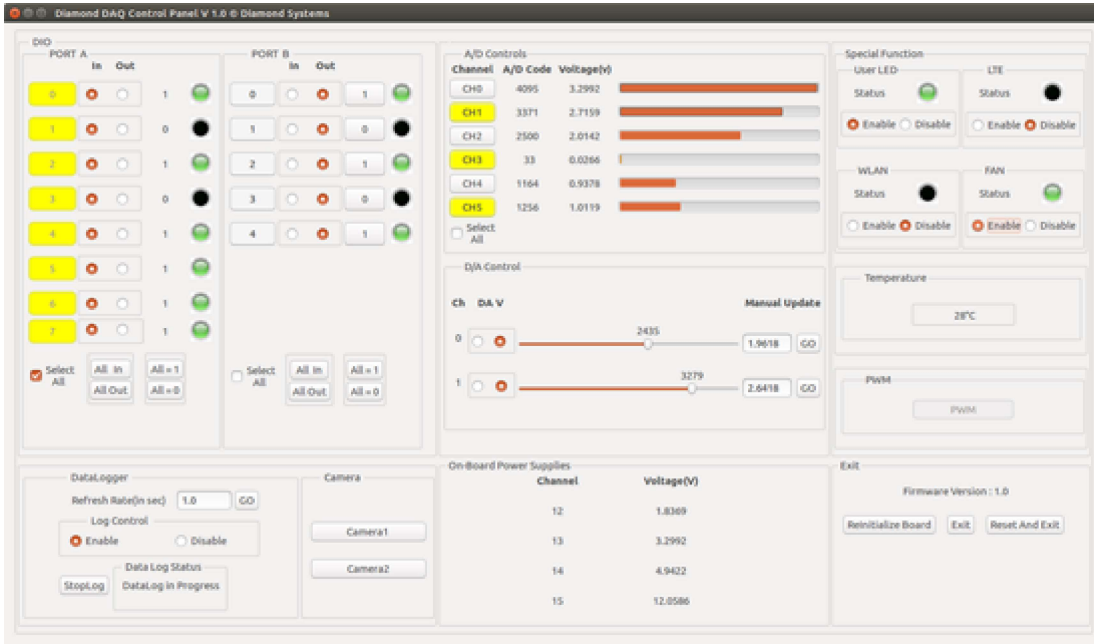 Diamond DAQ Control Panel V 1.0 © Diamond Systems
DIO
PORT A
In Out
0 1
1 0
2 1
3 0
4 1
5 1
6 1
7 1
Select All
All In All = 1
All Out All = 0
PORT B
In Out
0 1
1 0
2 1
3 0
4 1
Select All
All In All = 1
All Out All = 0
A/D Controls
Channel A/D Code Voltage(v)
CH0 4095 3.2992
CH1 3371 2.7159
CH2 2500 2.0142
CH3 33 0.0266
CH4 1164 0.9378
CH5 1256 1.0119
Select All
D/A Control
Ch DA V Manual Update
0 2435 1.9618 GO
1 3279 2.6418 GO
Special Function
User LED
Status
Enable Disable
LTE
Status
Enable Disable
WLAN
Status
Enable Disable
FAN
Status
Enable Disable
Temperature
28°C
PWM
PWM
DataLogger
Refresh Rate(in sec) 1.0 GO
Log Control
Enable Disable
Data Log Status
StopLog DataLog in Progress
Camera
Camera1
Camera2
On-Board Power Supplies
Channel Voltage(V)
12 1.8369
13 3.2992
14 4.9422
15 12.0586
Exit
Firmware Version : 1.0
Reinitialize Board Exit Reset And Exit